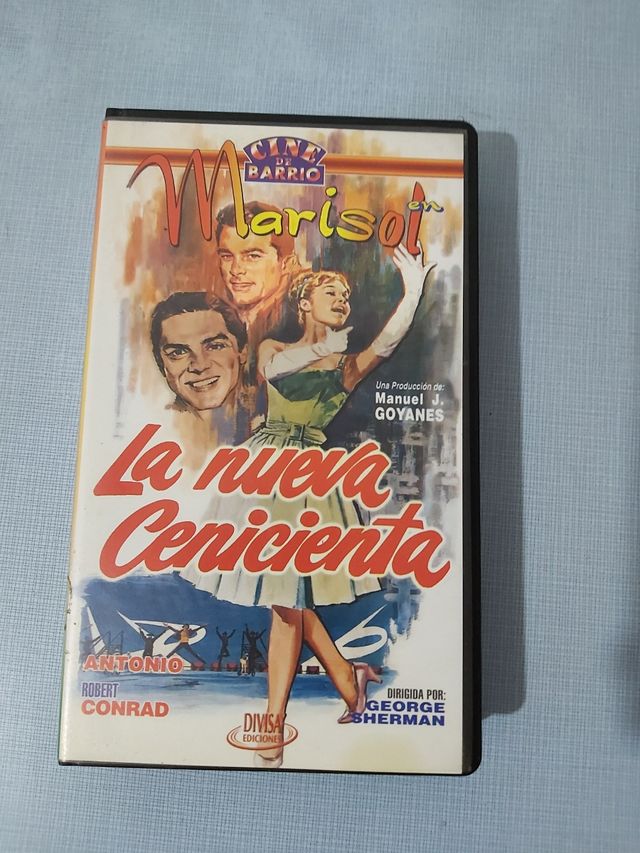 CINE
DE
BARRIO
Marisol en
Una Producción de:
Manuel J.
GOYANES
La nueva
Cenicienta
ANTONIO
ROBERT
CONRAD
DIRIGIDA POR:
GEORGE
SHERMAN
DIVISA
EDICIONES